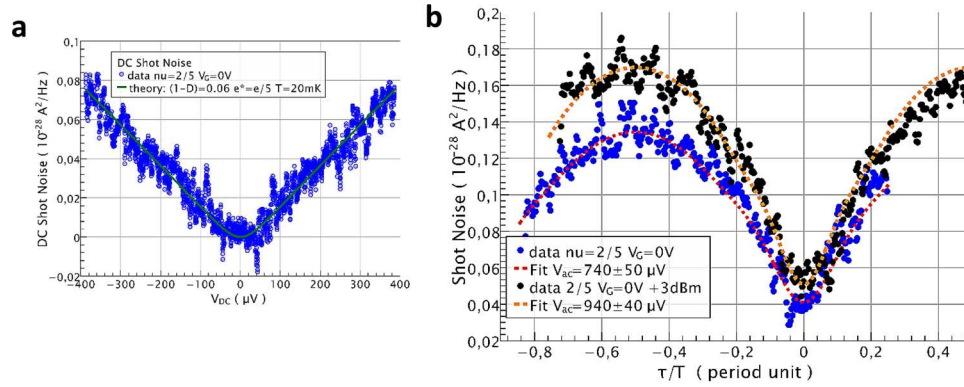 a
DC Shot Noise ( 10⁻²⁸ A²/Hz )
0,1
0,08
0,06
0,04
0,02
0
−0,02
DC Shot Noise
data nu=2/5 V_G=0V
theory: (1-D)=0.06 e*=e/5 T=20mK
−400 −300 −200 −100 0 100 200 300 400
V_DC ( µV )
b
Shot Noise ( 10⁻²⁸ A²/Hz )
0,2
0,18
0,16
0,14
0,12
0,1
0,08
0,06
0,04
0,02
data nu=2/5 V_G=0V
Fit V_ac=740±50 µV
data 2/5 V_G=0V +3dBm
Fit V_ac=940±40 µV
−0,8 −0,6 −0,4 −0,2 0 0,2 0,4
τ/T ( period unit )